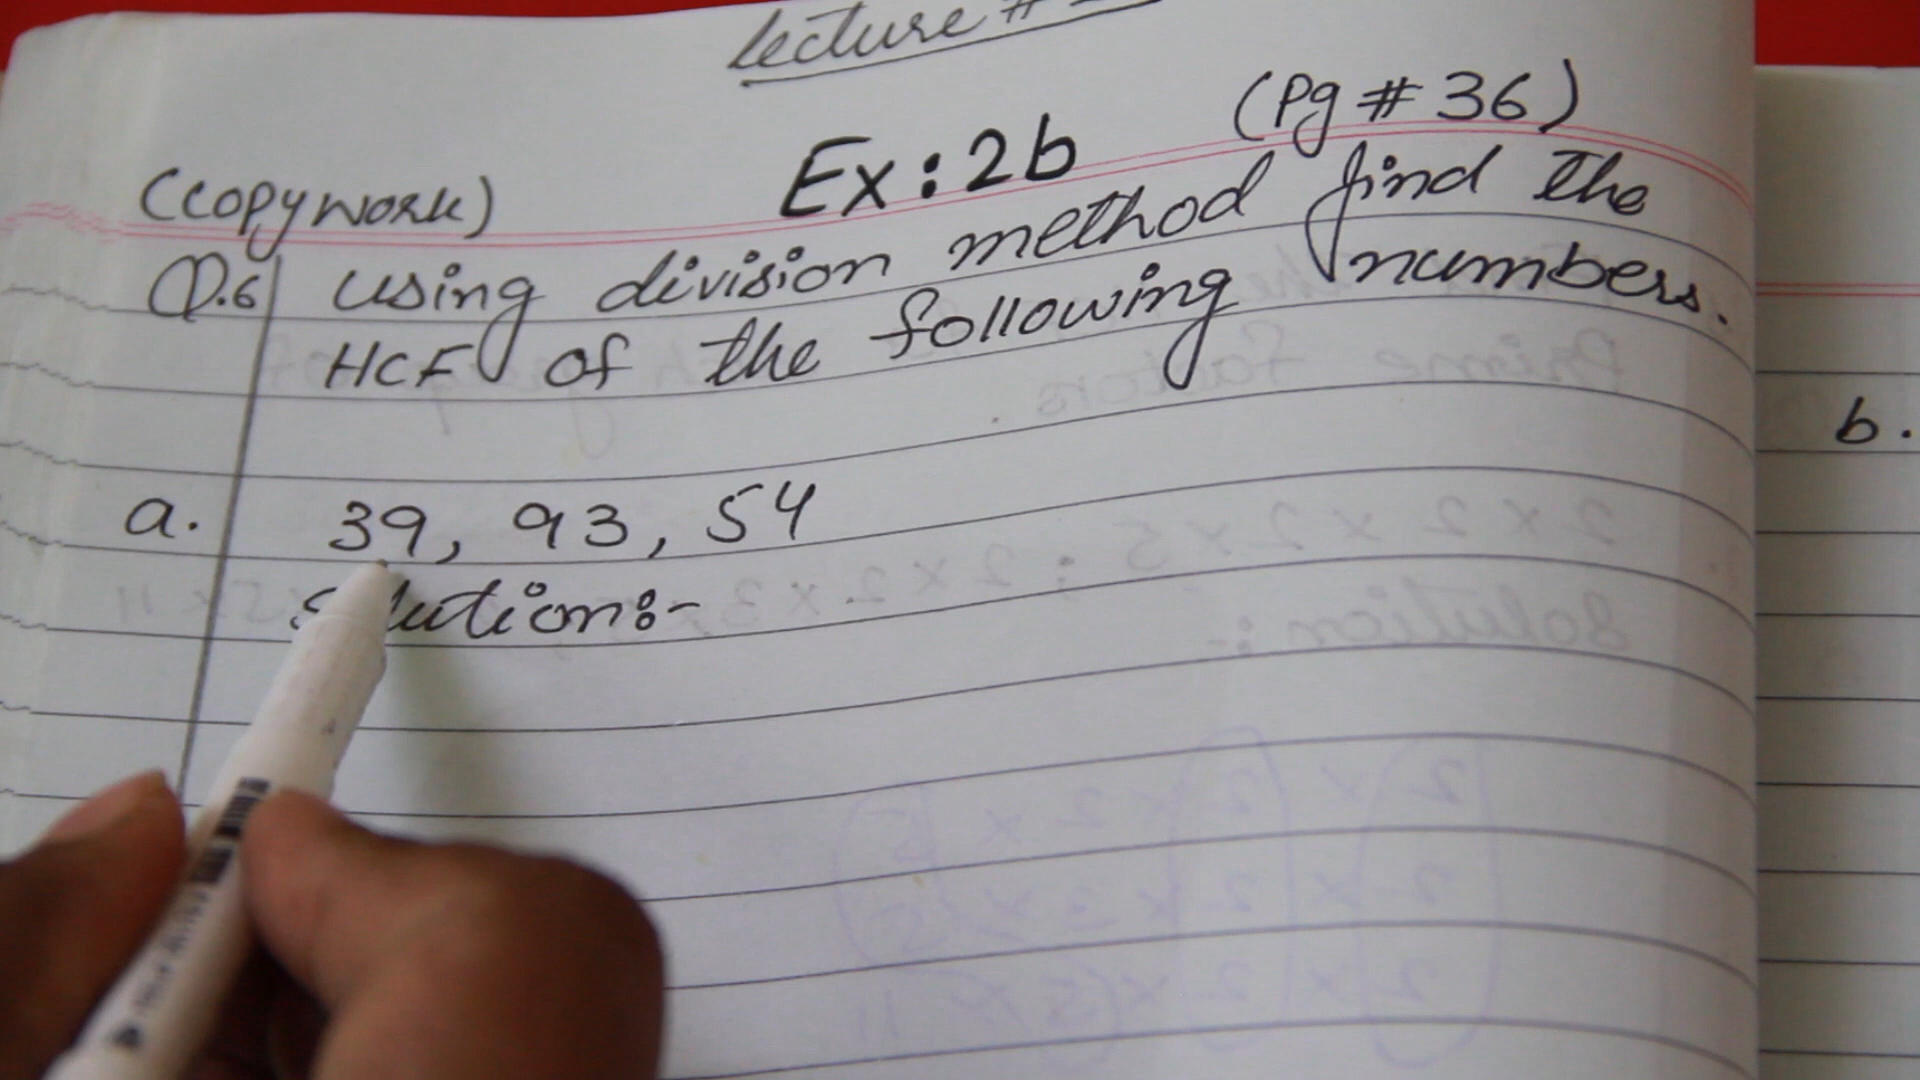 Lecture #
Ex: 2b (Pg # 36)
(Copywork)
Q.6 Using division method find the
HCF of the following numbers.
a. 39, 93, 54
Solution:-
b.